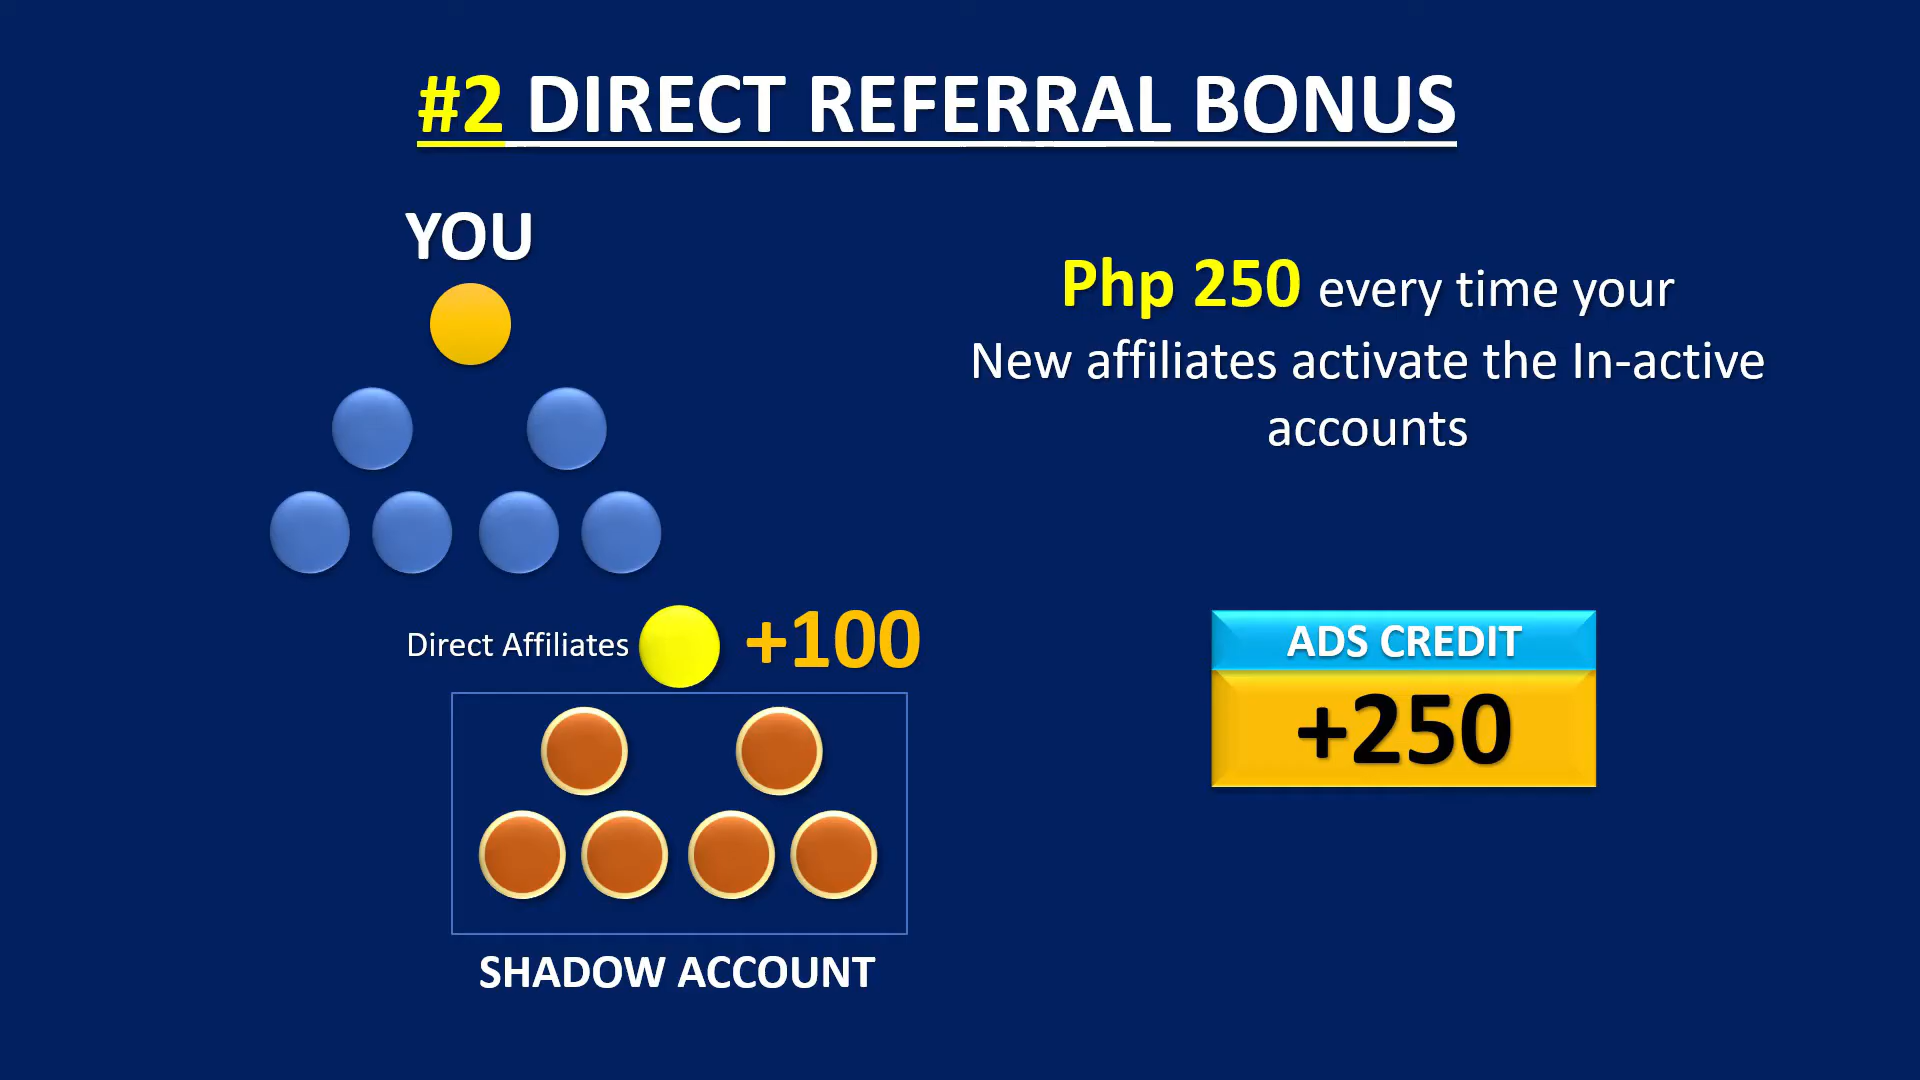 #2 DIRECT REFERRAL BONUS
YOU
Php 250 every time your
New affiliates activate the In-active
accounts
Direct Affiliates +100
ADS CREDIT
+250
SHADOW ACCOUNT